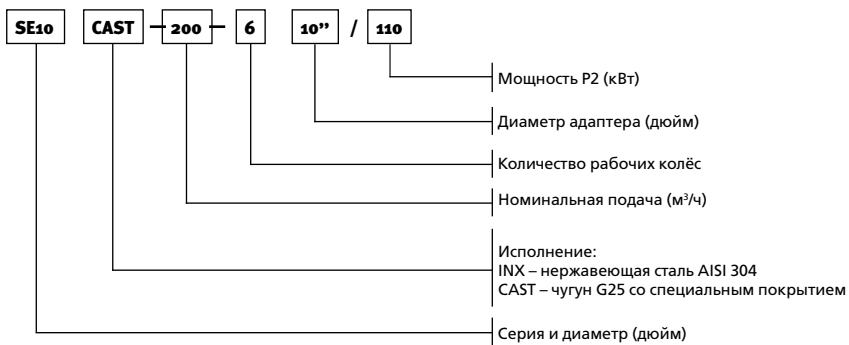 SE10 CAST – 200 – 6 10” / 110
Мощность P2 (кВт)
Диаметр адаптера (дюйм)
Количество рабочих колёс
Номинальная подача (м³/ч)
Исполнение:
INX – нержавеющая сталь AISI 304
CAST – чугун G25 со специальным покрытием
Серия и диаметр (дюйм)